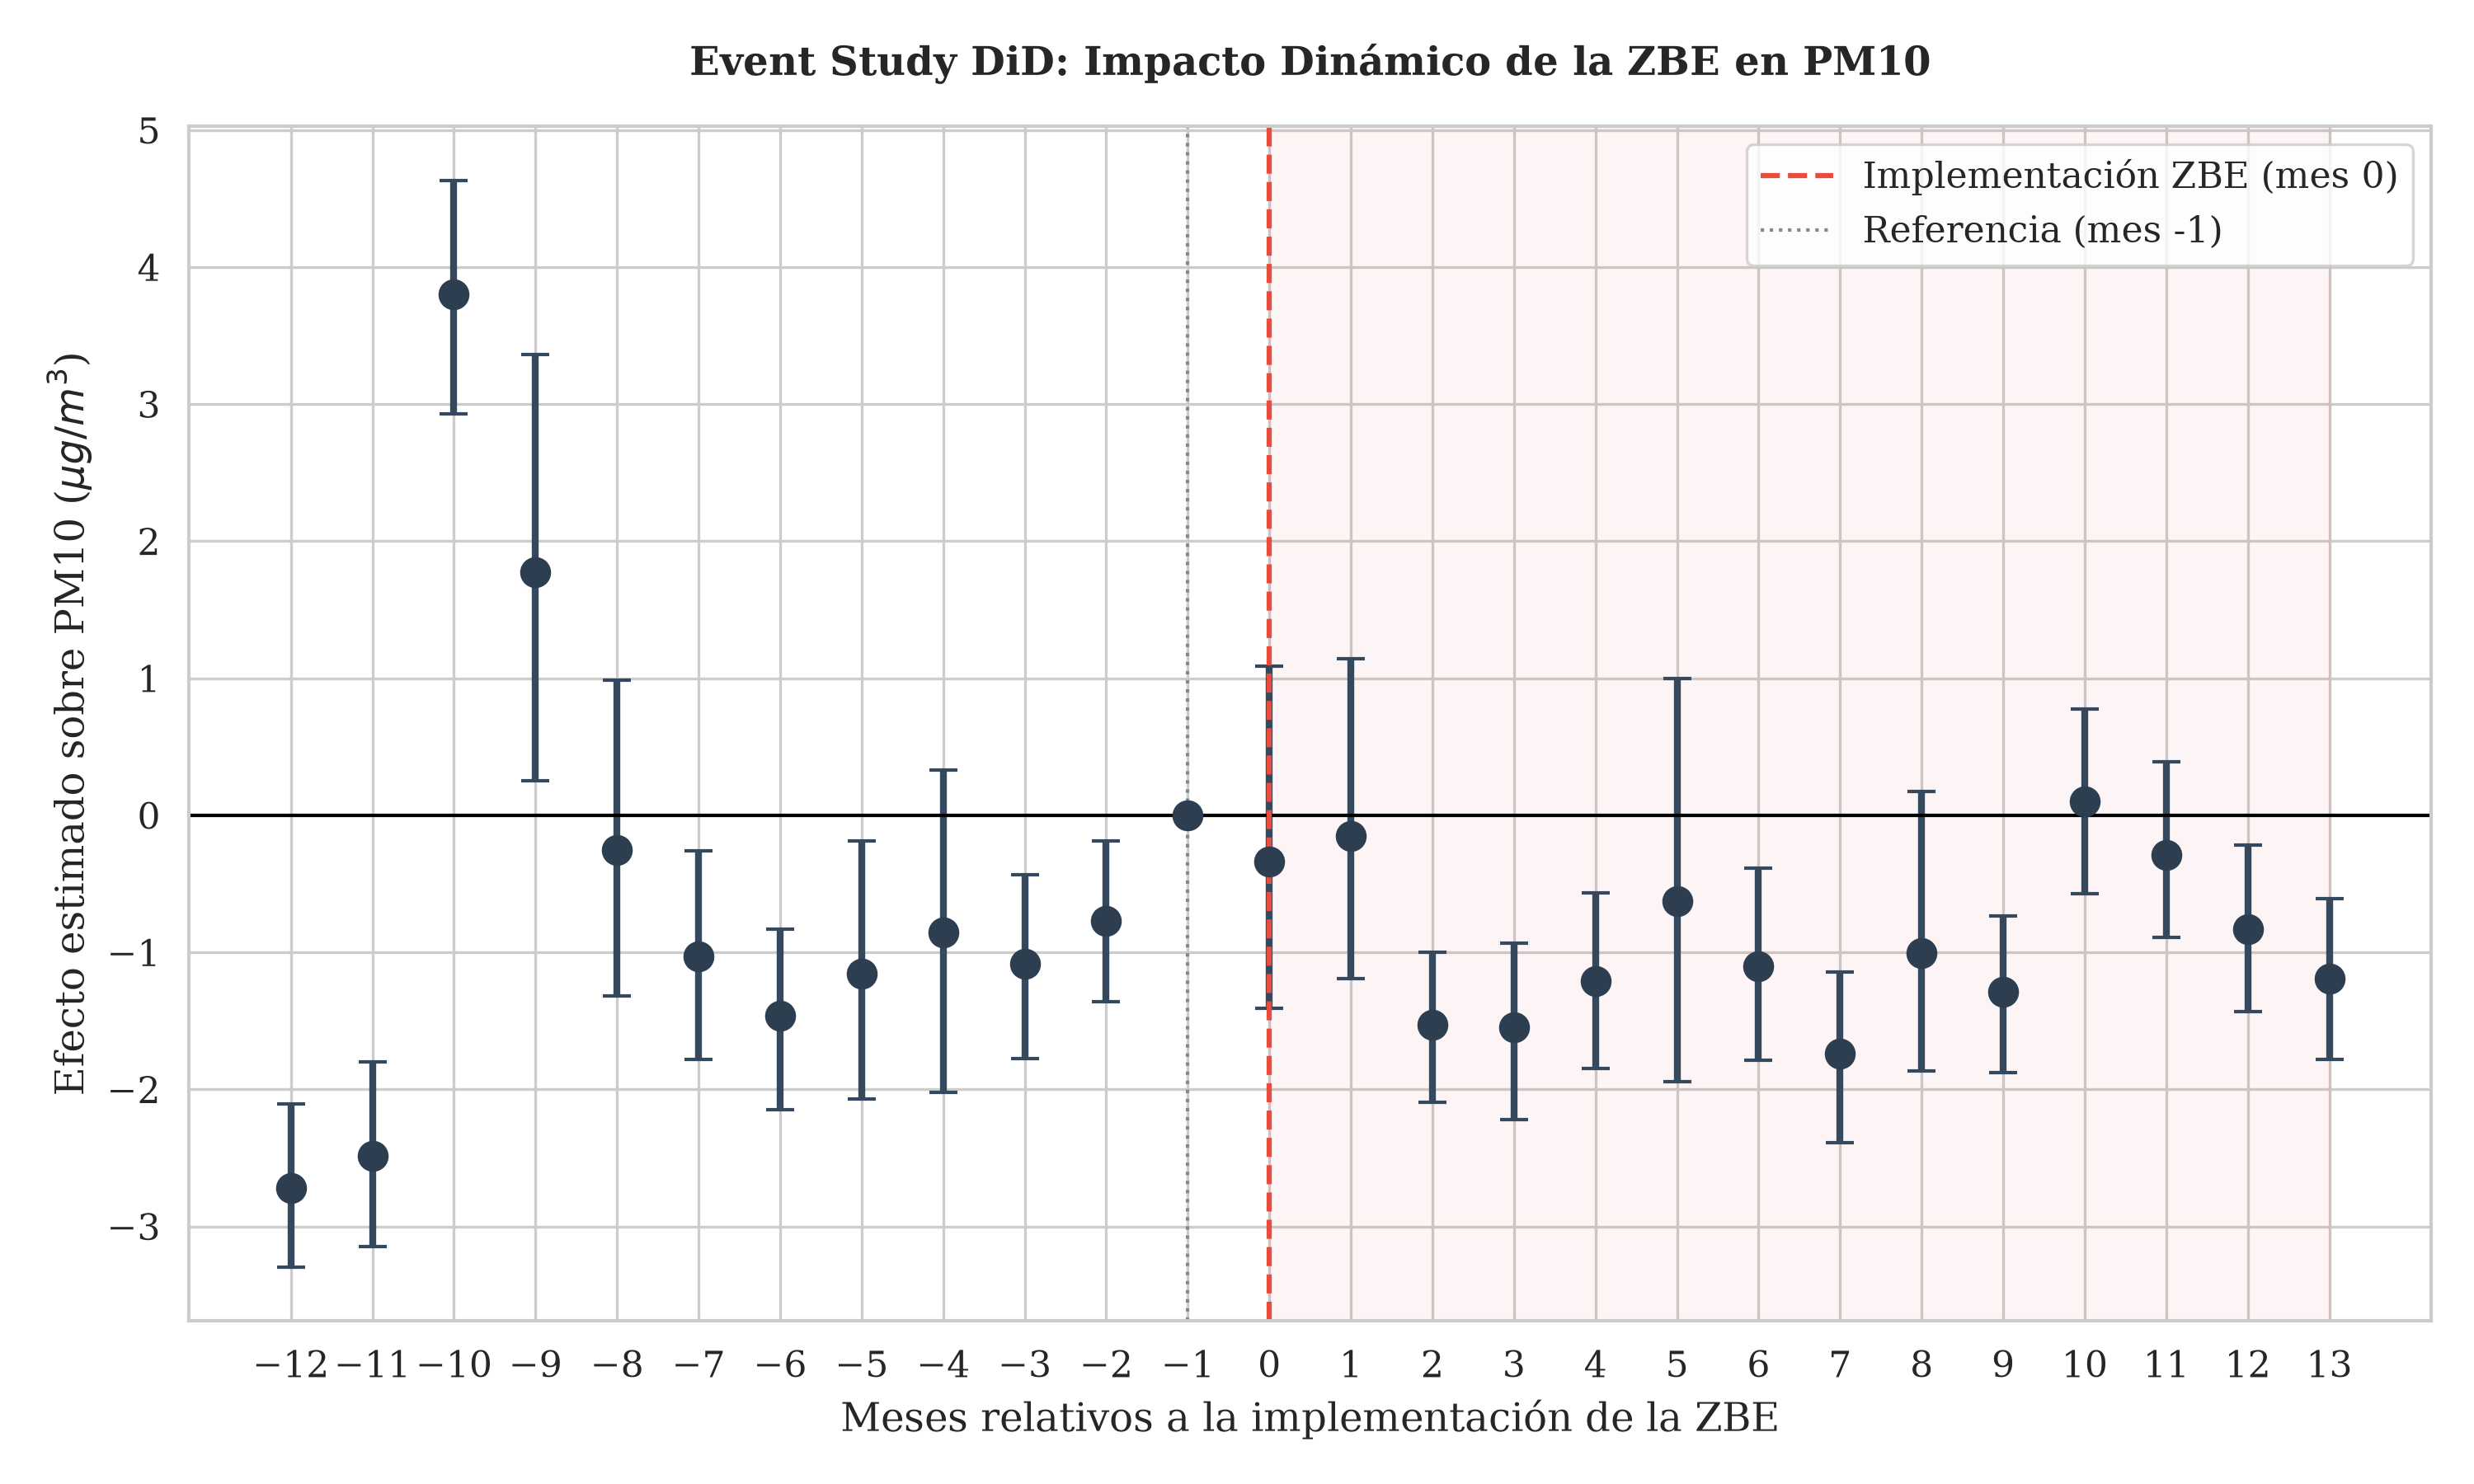 Event Study DiD: Impacto Dinámico de la ZBE en PM10
Efecto estimado sobre PM10 (μg/m³)
5
4
3
2
1
0
−1
−2
−3
Implementación ZBE (mes 0)
Referencia (mes -1)
−12 −11 −10 −9 −8 −7 −6 −5 −4 −3 −2 −1 0 1 2 3 4 5 6 7 8 9 10 11 12 13
Meses relativos a la implementación de la ZBE